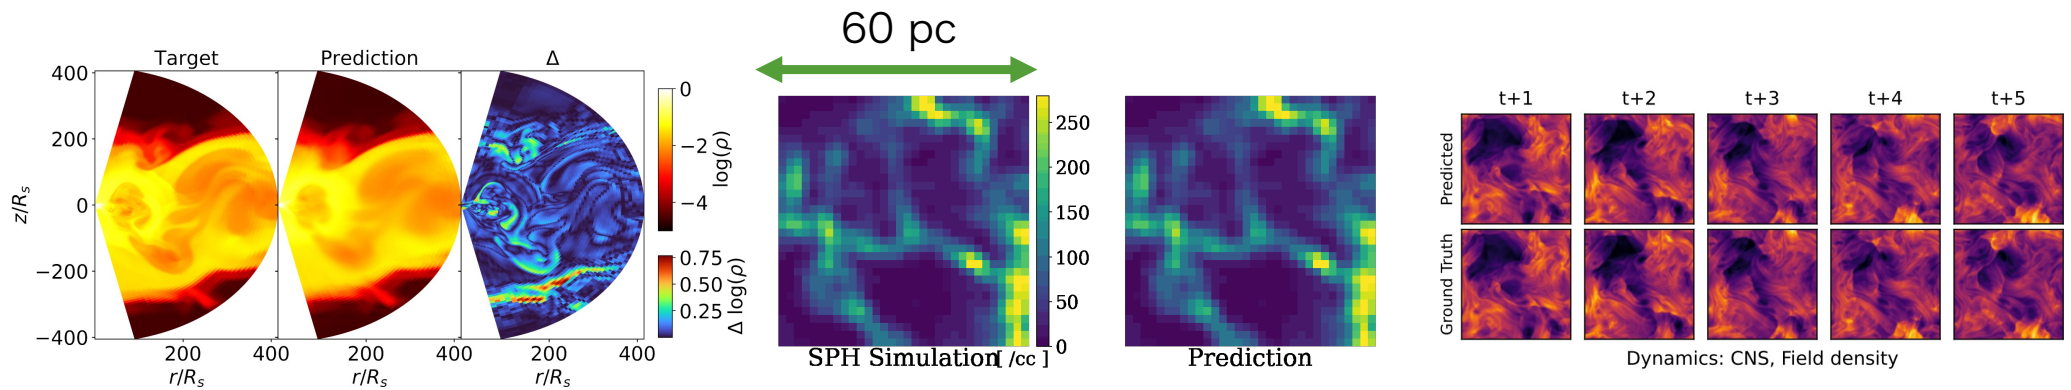 Target Prediction Δ
400
200
0
−200
−400
z/R_s
200 400 200 400 200 400
r/R_s r/R_s r/R_s
0
−2
−4
log(ρ)
0.75
0.50
0.25
Δ log(ρ)
60 pc
250
200
150
100
50
0
SPH Simulation [ /cc ]
Prediction
t+1 t+2 t+3 t+4 t+5
Predicted
Ground Truth
Dynamics: CNS, Field density